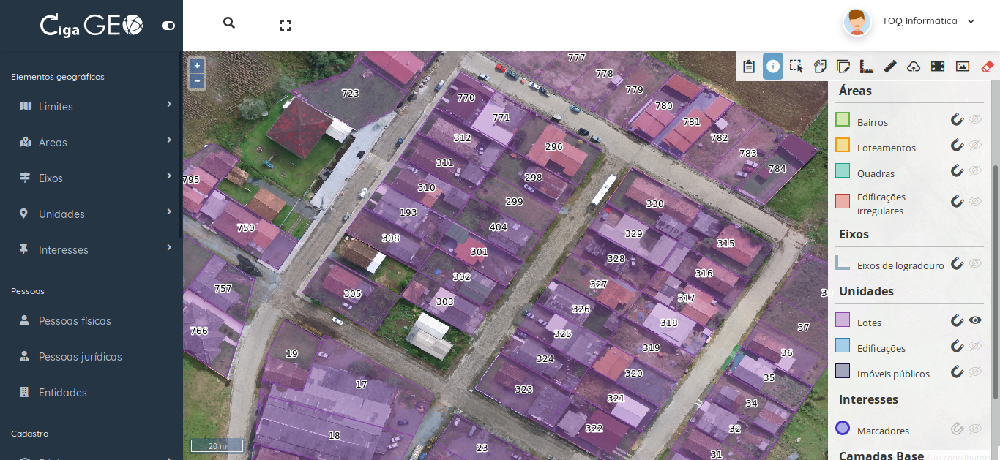 Ciga GEO
TOQ Informática
Elementos geográficos
Limites
Áreas
Eixos
Unidades
Interesses
Pessoas
Pessoas físicas
Pessoas jurídicas
Entidades
Cadastro
+
−
777
778
779
780
781
782
783
784
723
770
771
312
311
296
298
310
299
193
404
308
301
302
305
303
795
750
757
766
330
329
315
328
316
327
317
326
318
325
319
324
320
323
321
322
37
36
35
34
32
31
19
17
18
23
20 m
Áreas
Bairros
Loteamentos
Quadras
Edificações
irregulares
Eixos
Eixos de logradouro
Unidades
Lotes
Edificações
Imóveis públicos
Interesses
Marcadores
Camadas Base